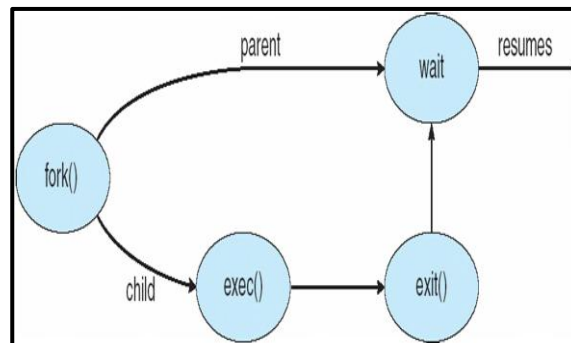 parent
resumes
wait
fork()
child
exec()
exit()